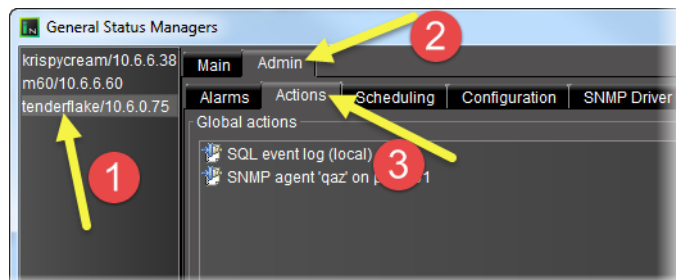 General Status Managers
krispycream/10.6.6.38
m60/10.6.6.60
tenderflake/10.6.0.75
Main Admin
Alarms Actions Scheduling Configuration SNMP Driver
Global actions
SQL event log (local)
SNMP agent 'qaz' on
1
2
3